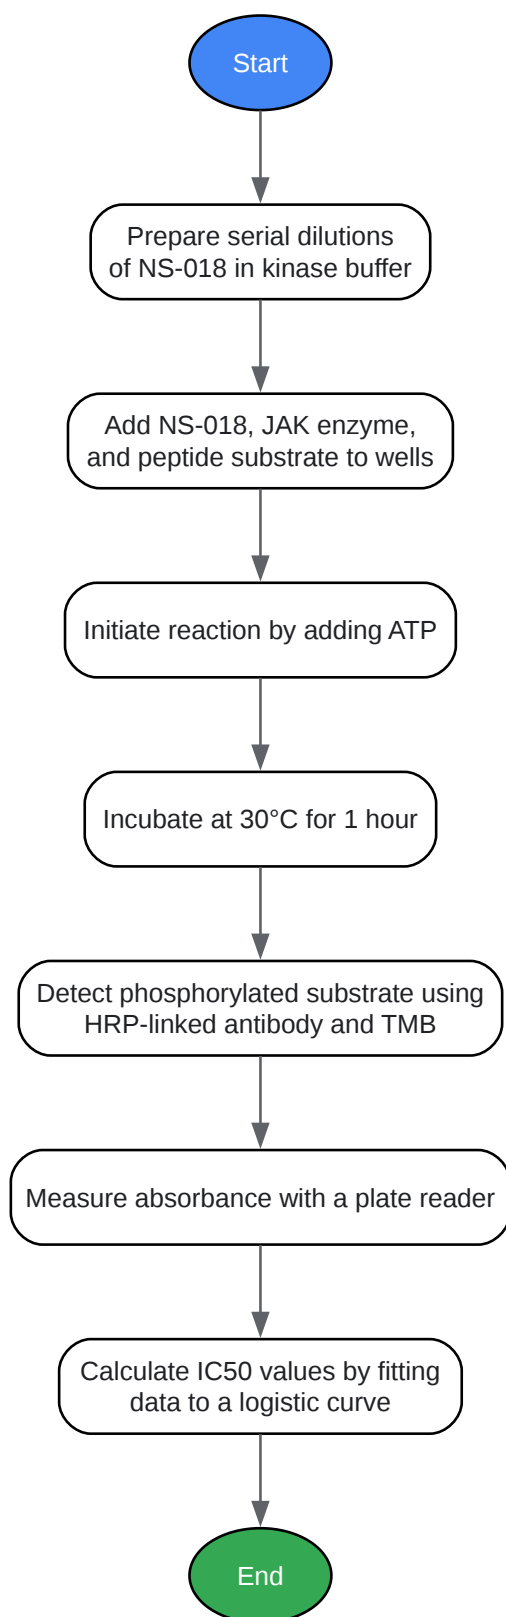 Start
Prepare serial dilutions
of NS-018 in kinase buffer
Add NS-018, JAK enzyme,
and peptide substrate to wells
Initiate reaction by adding ATP
Incubate at 30°C for 1 hour
Detect phosphorylated substrate using
HRP-linked antibody and TMB
Measure absorbance with a plate reader
Calculate IC50 values by fitting
data to a logistic curve
End